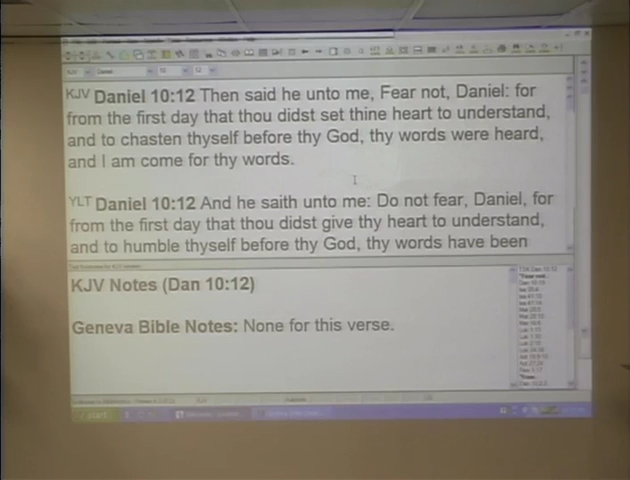 KJV Daniel 10:12 Then said he unto me, Fear not, Daniel: for
from the first day that thou didst set thine heart to understand,
and to chasten thyself before thy God, thy words were heard,
and I am come for thy words.
YLT Daniel 10:12 And he saith unto me: Do not fear, Daniel, for
from the first day that thou didst give thy heart to understand,
and to humble thyself before thy God, thy words have been
KJV Notes (Dan 10:12)
Geneva Bible Notes: None for this verse.
start